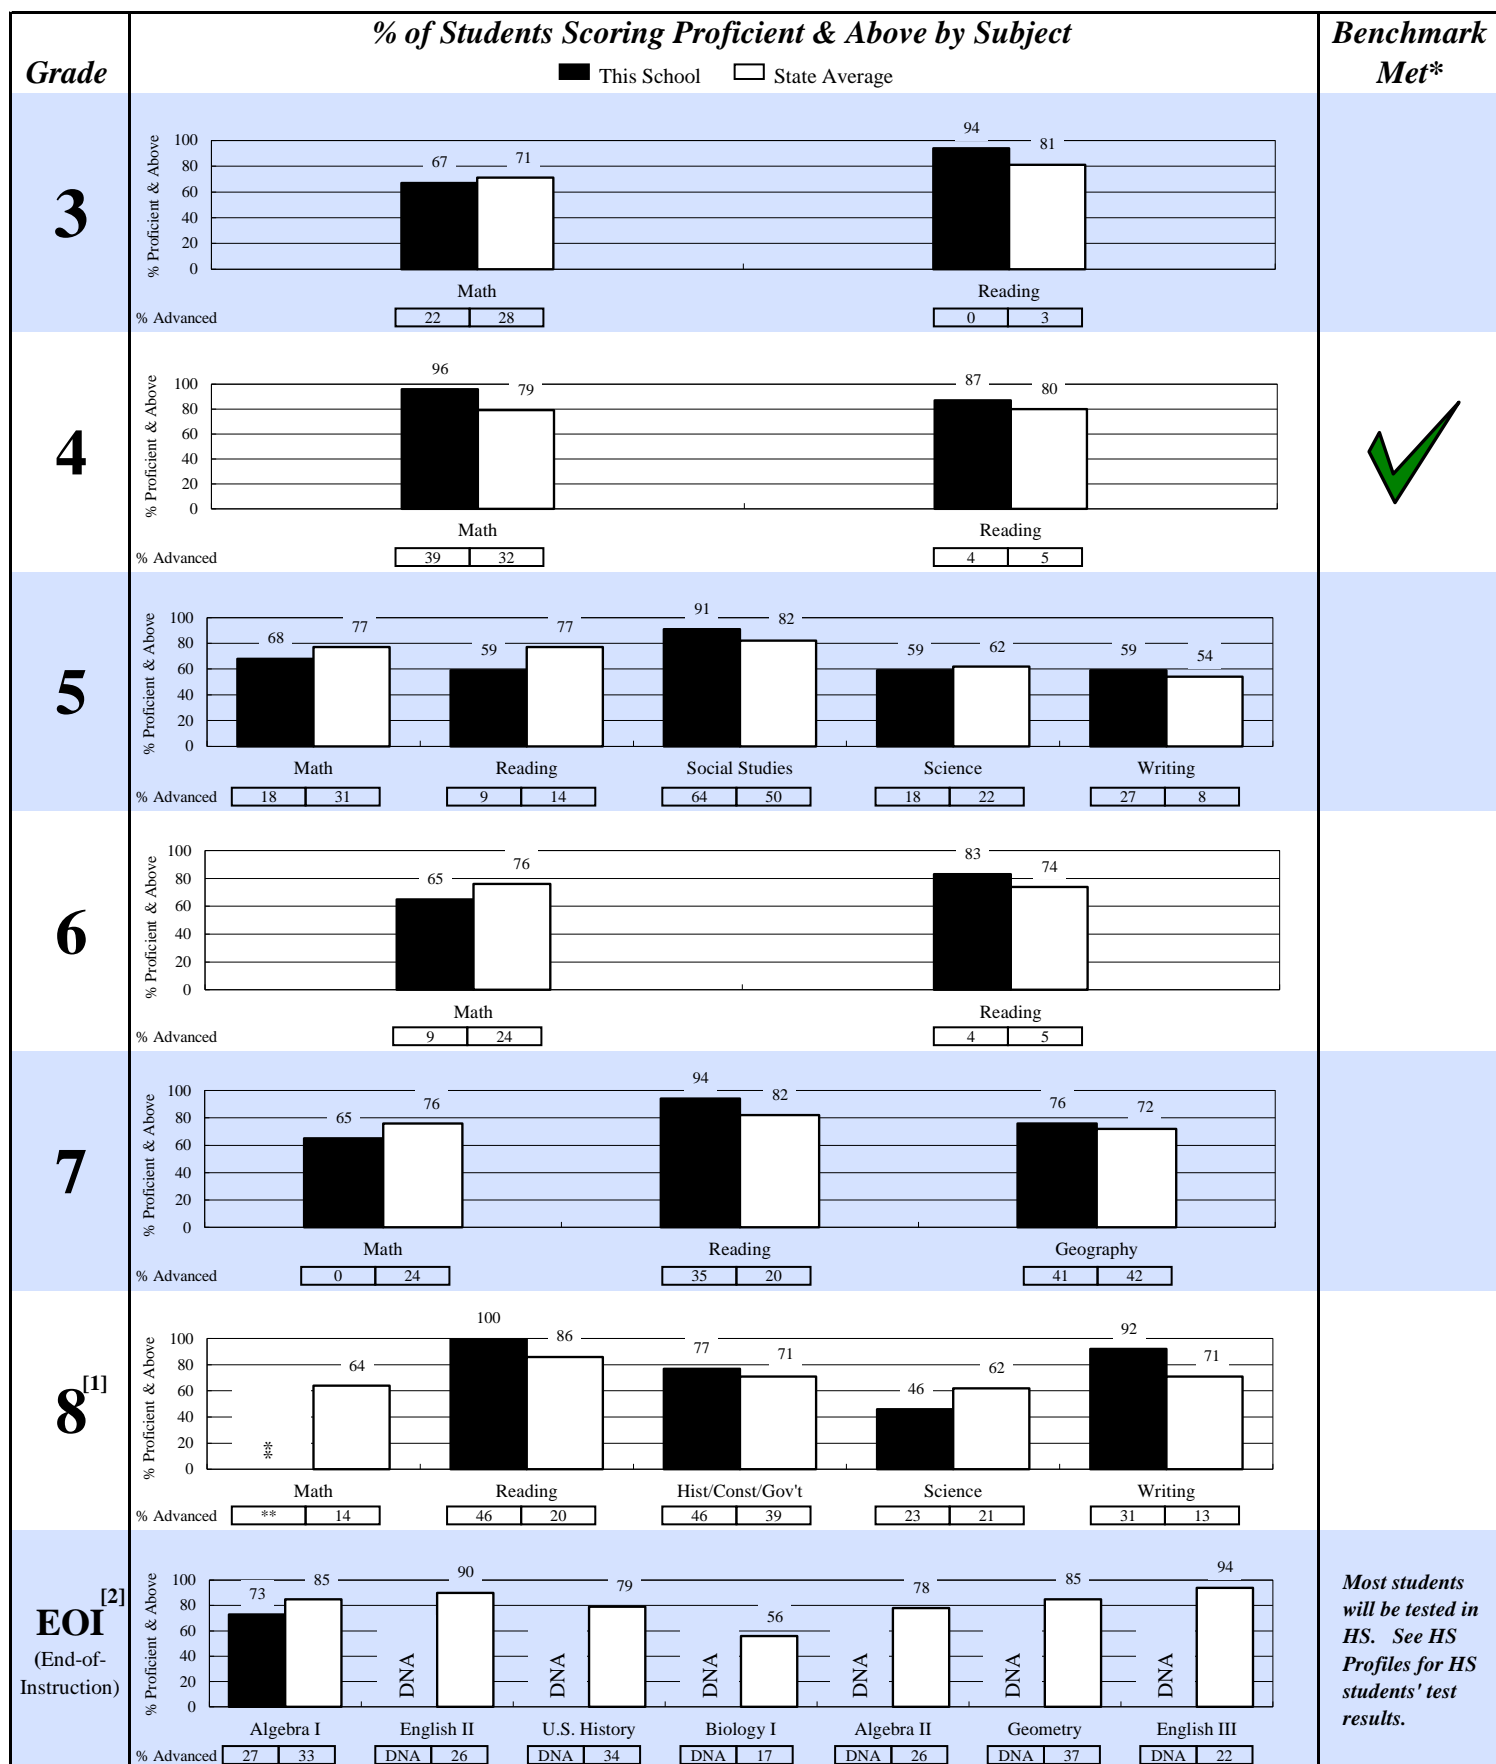 % of Students Scoring Proficient & Above by Subject
Benchmark
Met*
Grade
This School
State Average
3
% Proficient & Above
100
80
60
40
20
0
67
71
94
81
Math
Reading
% Advanced
22
28
0
3
4
% Proficient & Above
100
80
60
40
20
0
96
79
87
80
Math
Reading
% Advanced
39
32
4
5
5
% Proficient & Above
100
80
60
40
20
0
68
77
59
77
91
82
59
62
59
54
Math
Reading
Social Studies
Science
Writing
% Advanced
18
31
9
14
64
50
18
22
27
8
6
% Proficient & Above
100
80
60
40
20
0
65
76
83
74
Math
Reading
% Advanced
9
24
4
5
7
% Proficient & Above
100
80
60
40
20
0
65
76
94
82
76
72
Math
Reading
Geography
% Advanced
0
24
35
20
41
42
8[1]
% Proficient & Above
100
80
60
40
20
0
**
64
100
86
77
71
46
62
92
71
Math
Reading
Hist/Const/Gov't
Science
Writing
% Advanced
**
14
46
20
46
39
23
21
31
13
EOI[2]
(End-of-
Instruction)
% Proficient & Above
100
80
60
40
20
0
73
85
DNA
90
DNA
79
DNA
56
DNA
78
DNA
85
DNA
94
Algebra I
English II
U.S. History
Biology I
Algebra II
Geometry
English III
% Advanced
27
33
DNA
26
DNA
34
DNA
17
DNA
26
DNA
37
DNA
22
Most students
will be tested in
HS. See HS
Profiles for HS
students' test
results.